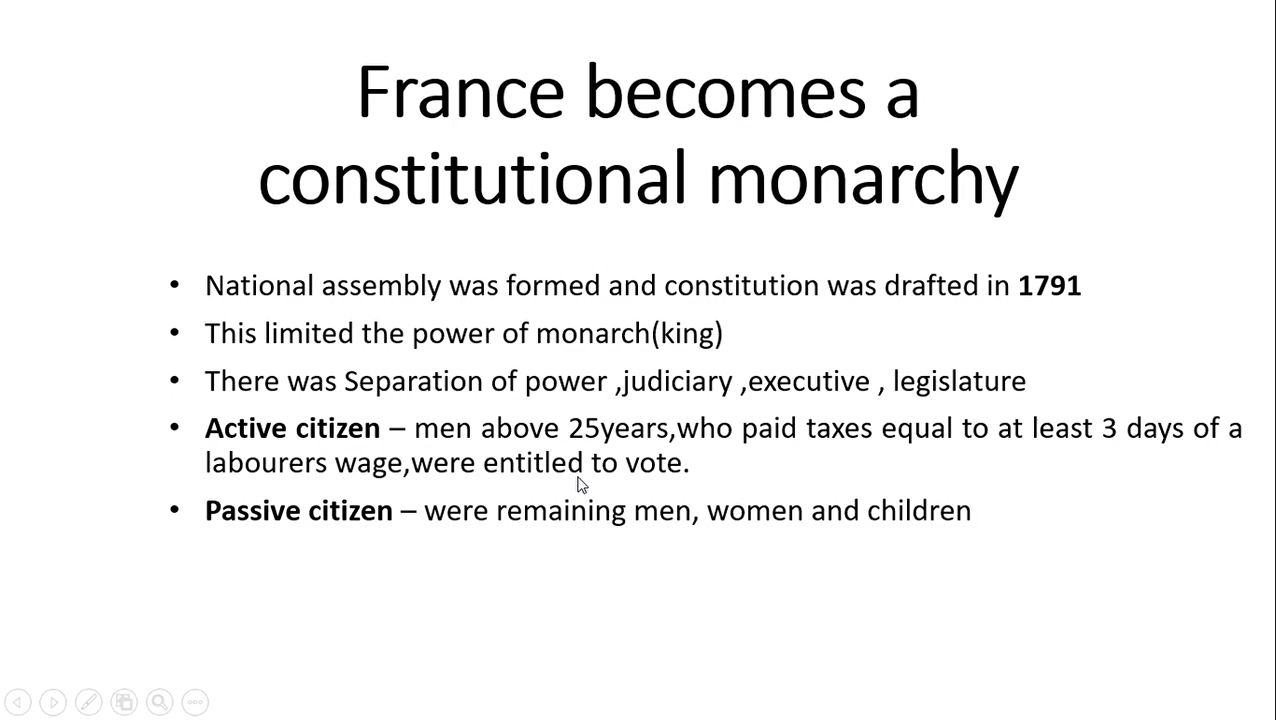 France becomes a
constitutional monarchy
• National assembly was formed and constitution was drafted in 1791
• This limited the power of monarch(king)
• There was Separation of power ,judiciary ,executive , legislature
• Active citizen – men above 25years,who paid taxes equal to at least 3 days of a
labourers wage,were entitled to vote.
• Passive citizen – were remaining men, women and children